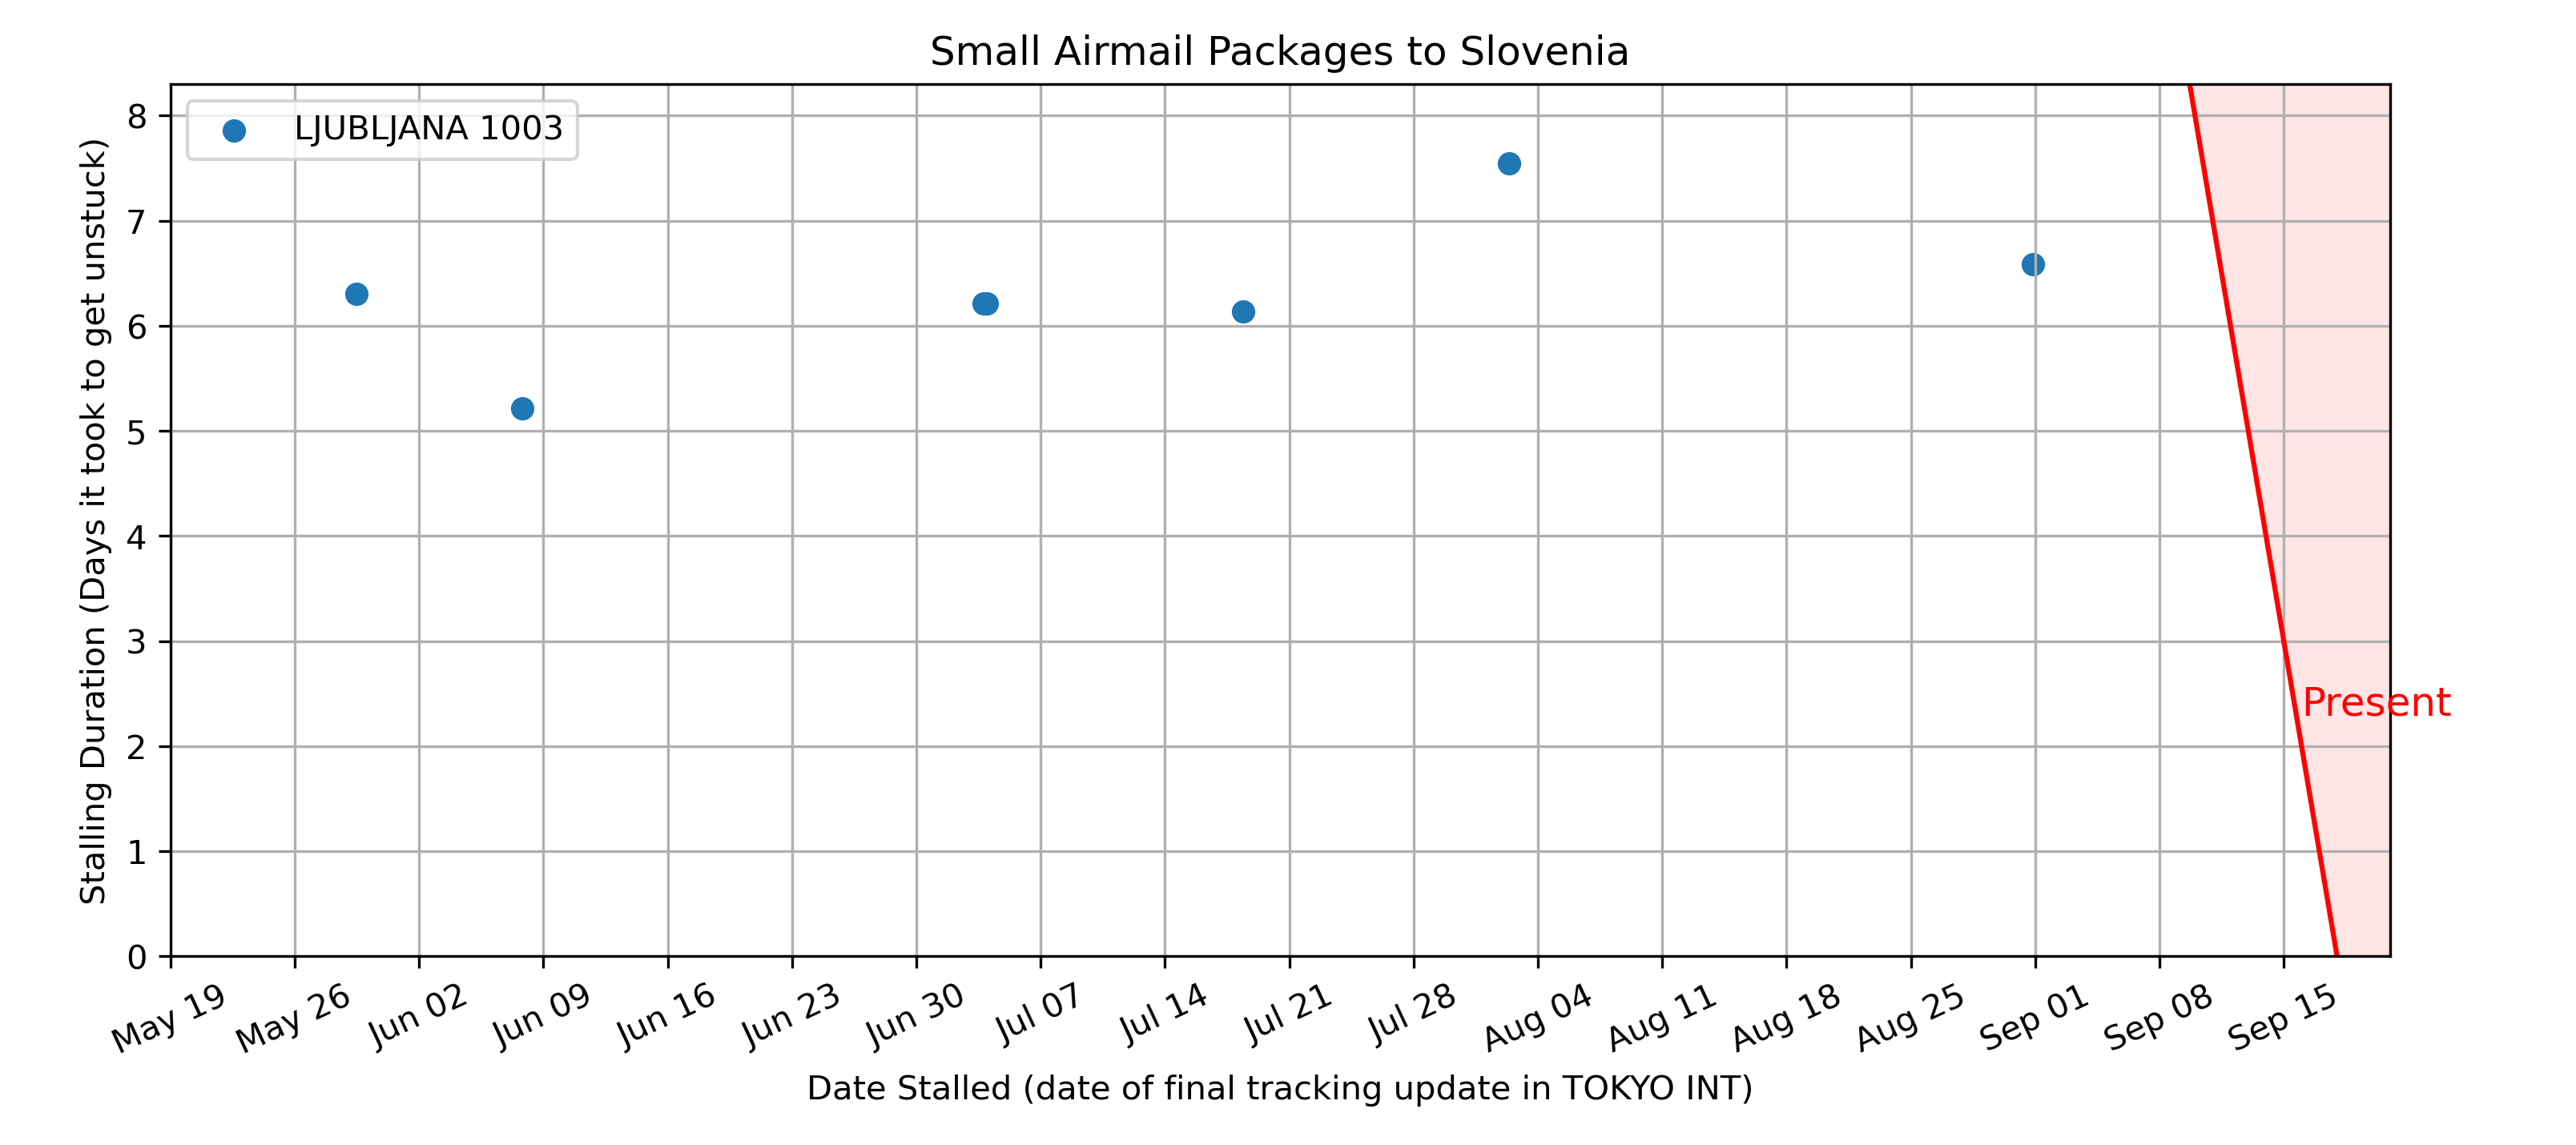 Small Airmail Packages to Slovenia
LJUBLJANA 1003
Stalling Duration (Days it took to get unstuck)
8
7
6
5
4
3
2
1
0
Present
May 19
May 26
Jun 02
Jun 09
Jun 16
Jun 23
Jun 30
Jul 07
Jul 14
Jul 21
Jul 28
Aug 04
Aug 11
Aug 18
Aug 25
Sep 01
Sep 08
Sep 15
Date Stalled (date of final tracking update in TOKYO INT)